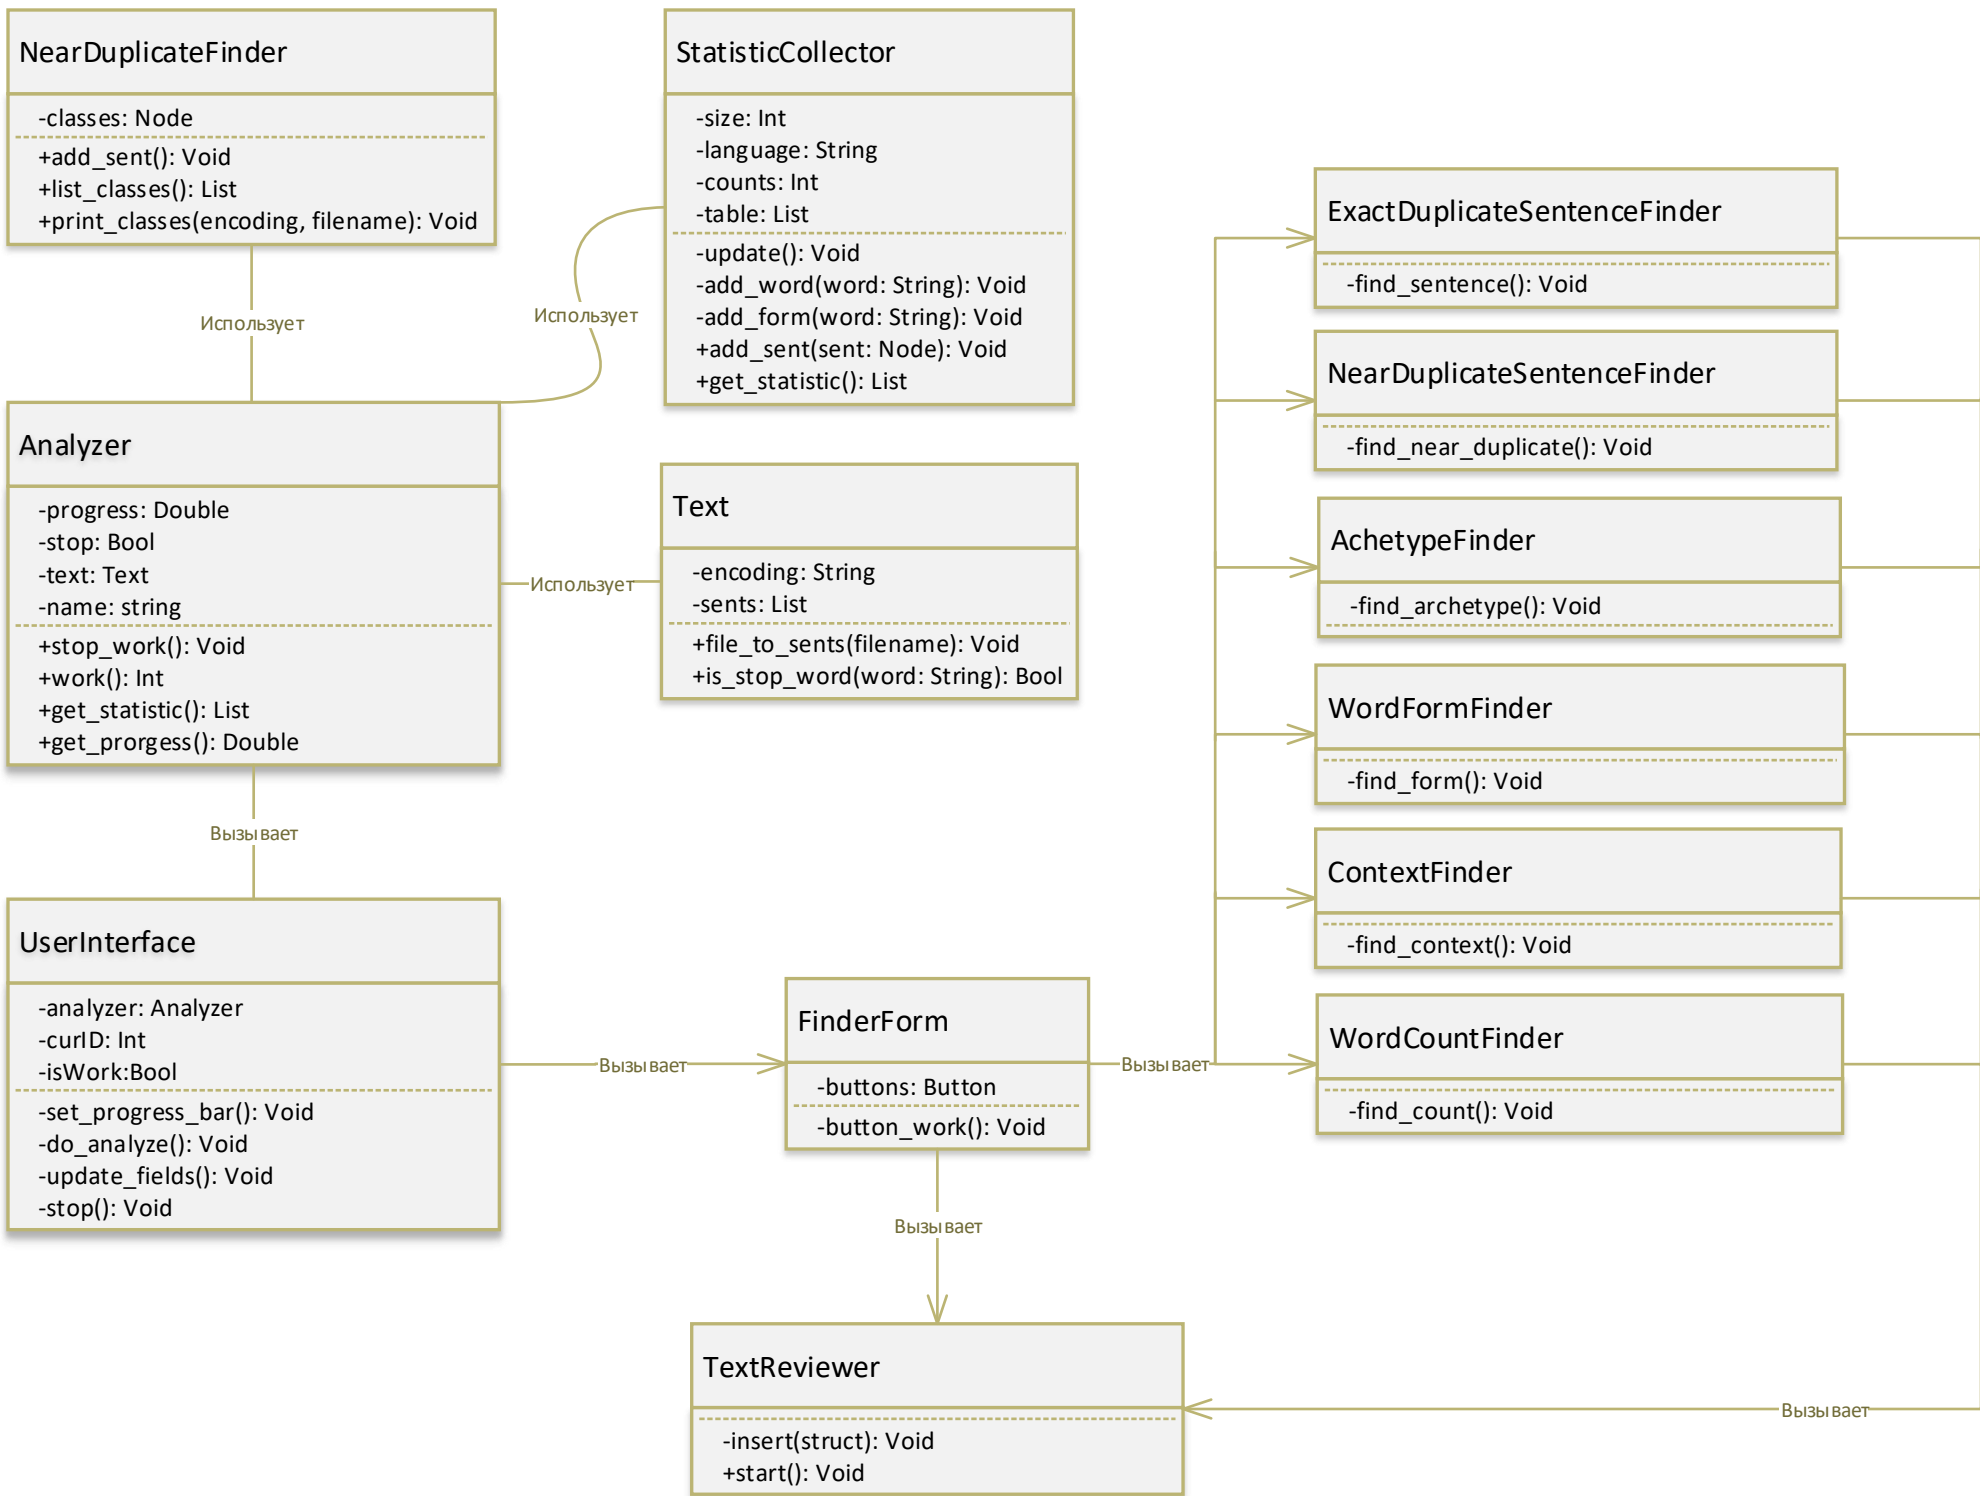 NearDuplicateFinder
-classes: Node
+add_sent(): Void
+list_classes(): List
+print_classes(encoding, filename): Void
Использует
StatisticCollector
-size: Int
-language: String
-counts: Int
-table: List
-update(): Void
-add_word(word: String): Void
-add_form(word: String): Void
+add_sent(sent: Node): Void
+get_statistic(): List
Использует
Analyzer
-progress: Double
-stop: Bool
-text: Text
-name: string
+stop_work(): Void
+work(): Int
+get_statistic(): List
+get_prorgess(): Double
Использует
Text
-encoding: String
-sents: List
+file_to_sents(filename): Void
+is_stop_word(word: String): Bool
Вызывает
UserInterface
-analyzer: Analyzer
-curID: Int
-isWork:Bool
-set_progress_bar(): Void
-do_analyze(): Void
-update_fields(): Void
-stop(): Void
Вызывает
FinderForm
-buttons: Button
-button_work(): Void
Вызывает
ExactDuplicateSentenceFinder
-find_sentence(): Void
NearDuplicateSentenceFinder
-find_near_duplicate(): Void
AchetypeFinder
-find_archetype(): Void
WordFormFinder
-find_form(): Void
ContextFinder
-find_context(): Void
WordCountFinder
-find_count(): Void
Вызывает
TextReviewer
-insert(struct): Void
+start(): Void
Вызывает